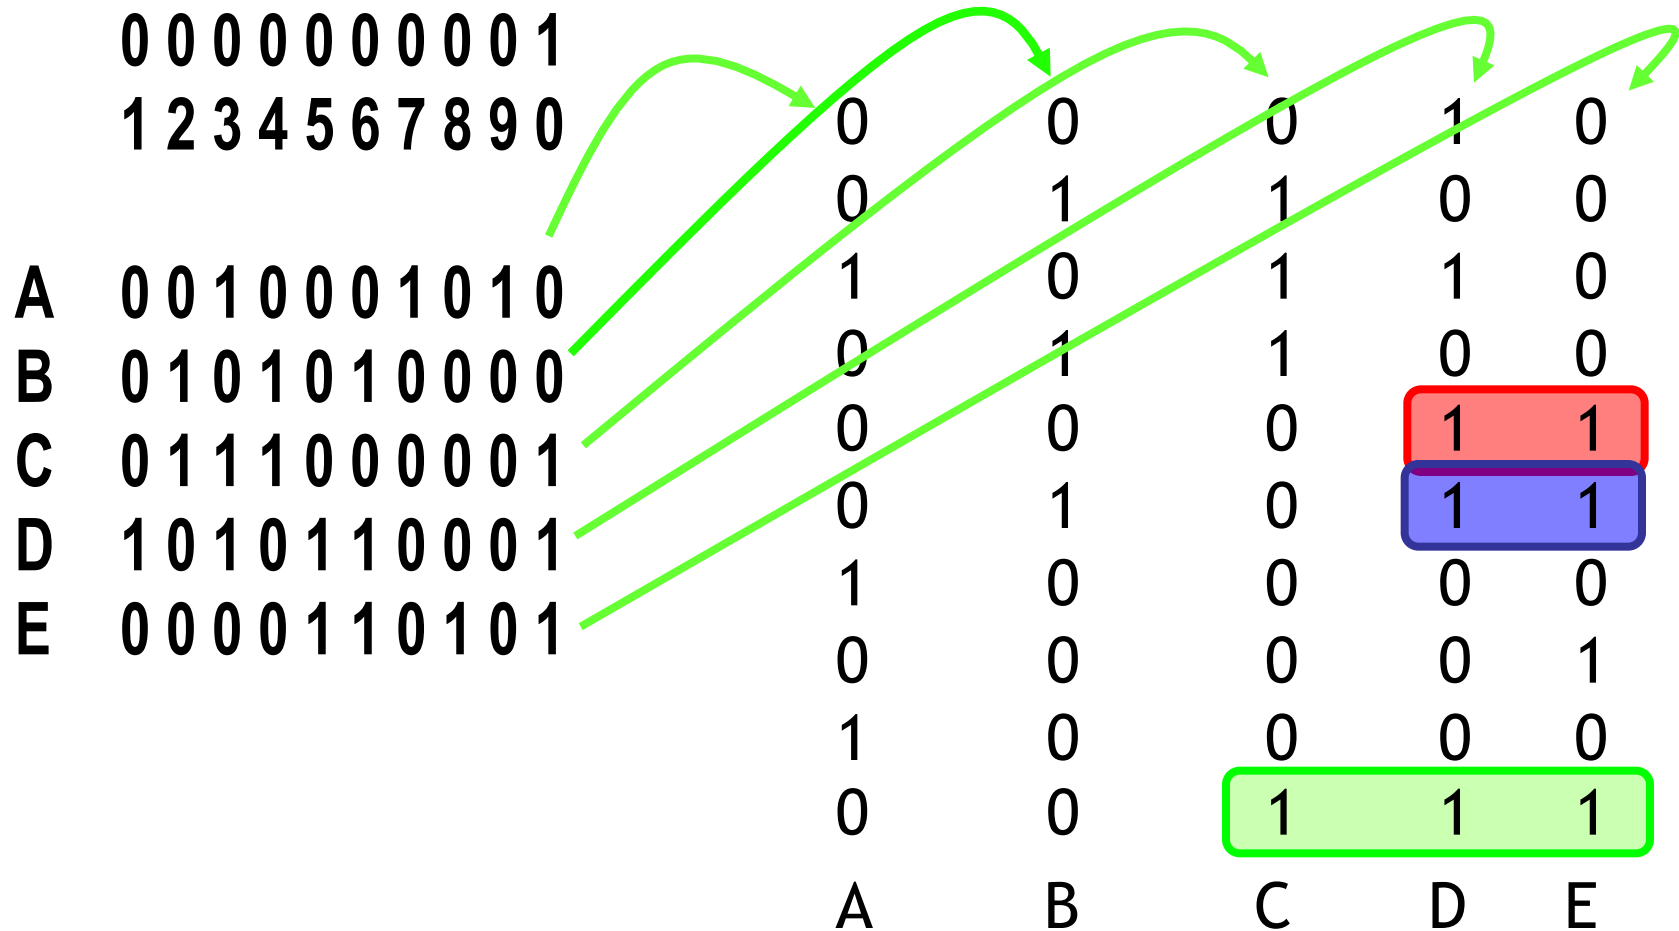 0 0 0 0 0 0 0 0 0 1
1 2 3 4 5 6 7 8 9 0
A 0 0 1 0 0 0 1 0 1 0
B 0 1 0 1 0 1 0 0 0 0
C 0 1 1 1 0 0 0 0 0 1
D 1 0 1 0 1 1 0 0 0 1
E 0 0 0 0 1 1 0 1 0 1
0 0 0 1 0
0 1 1 0 0
1 0 1 1 0
0 1 1 0 0
0 0 0 1 1
0 1 0 1 1
1 0 0 0 0
0 0 0 0 1
1 0 0 0 0
0 0 1 1 1
A B C D E